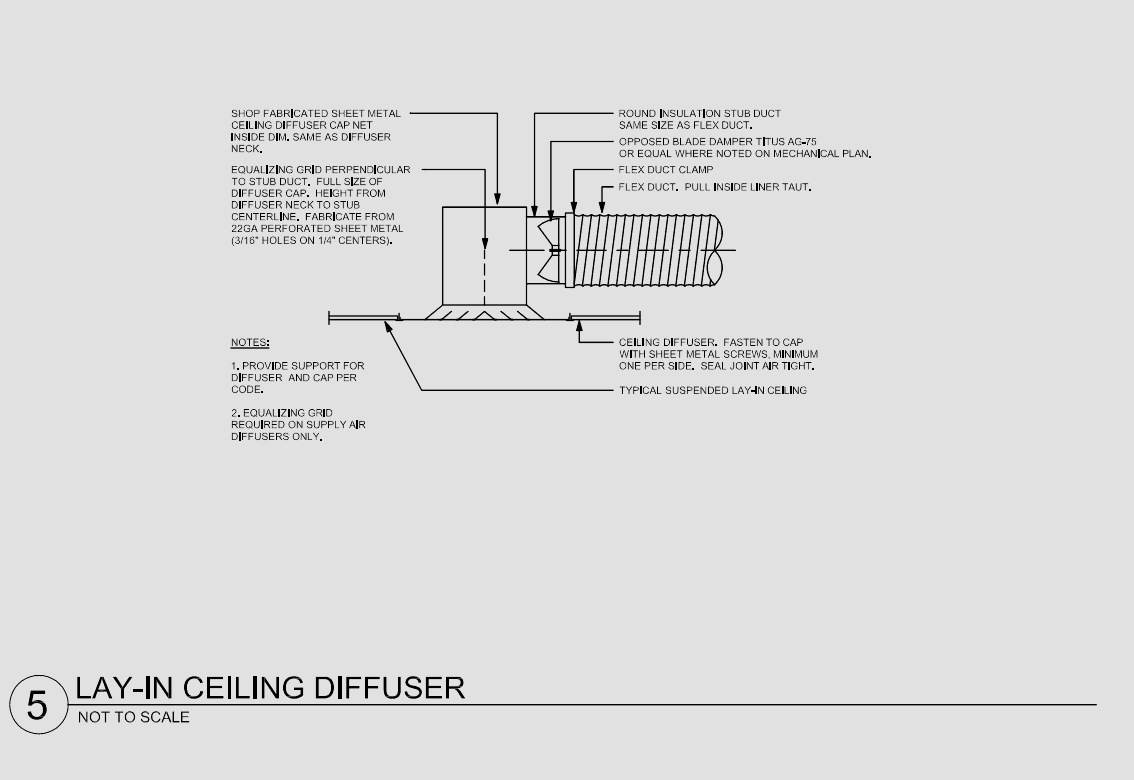 SHOP FABRICATED SHEET METAL
CEILING DIFFUSER CAP NET
INSIDE DIM. SAME AS DIFFUSER
NECK.
EQUALIZING GRID PERPENDICULAR
TO STUB DUCT. FULL SIZE OF
DIFFUSER CAP. HEIGHT FROM
DIFFUSER NECK TO STUB
CENTERLINE. FABRICATE FROM
22GA PERFORATED SHEET METAL
(3/16" HOLES ON 1/4" CENTERS).
ROUND INSULATION STUB DUCT
SAME SIZE AS FLEX DUCT.
OPPOSED BLADE DAMPER TITUS AG-75
OR EQUAL WHERE NOTED ON MECHANICAL PLAN.
FLEX DUCT CLAMP
FLEX DUCT. PULL INSIDE LINER TAUT.
NOTES:
1. PROVIDE SUPPORT FOR
DIFFUSER AND CAP PER
CODE.
2. EQUALIZING GRID
REQUIRED ON SUPPLY AIR
DIFFUSERS ONLY.
CEILING DIFFUSER. FASTEN TO CAP
WITH SHEET METAL SCREWS, MINIMUM
ONE PER SIDE. SEAL JOINT AIR TIGHT.
TYPICAL SUSPENDED LAY-IN CEILING
5 LAY-IN CEILING DIFFUSER
NOT TO SCALE